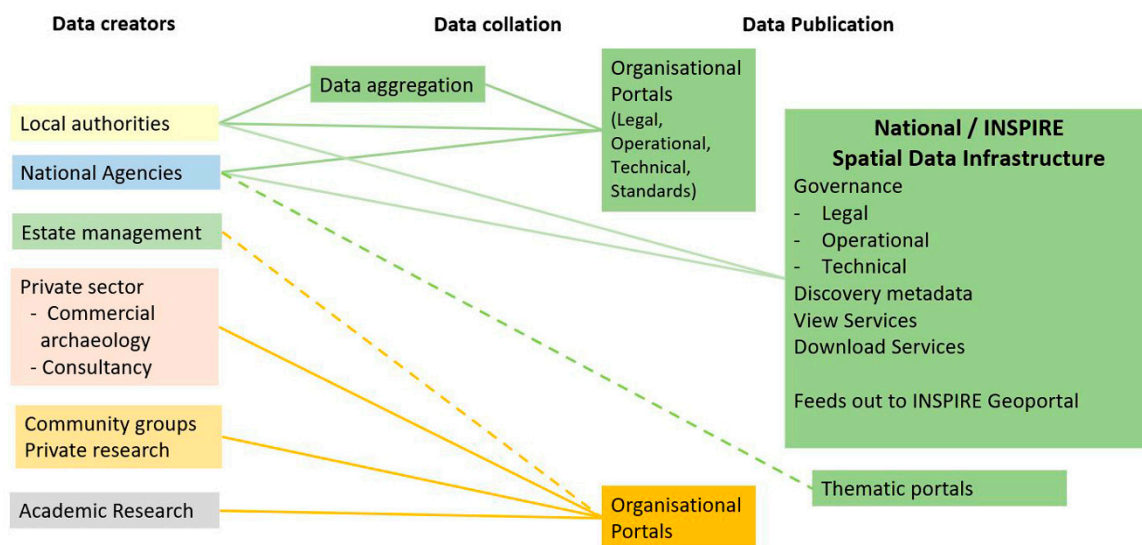 Data creators
Data collation
Data Publication
Local authorities
National Agencies
Estate management
Private sector
- Commercial
archaeology
- Consultancy
Community groups
Private research
Academic Research
Data aggregation
Organisational
Portals
(Legal,
Operational,
Technical,
Standards)
Organisational
Portals
National / INSPIRE
Spatial Data Infrastructure
Governance
- Legal
- Operational
- Technical
Discovery metadata
View Services
Download Services
Feeds out to INSPIRE Geoportal
Thematic portals